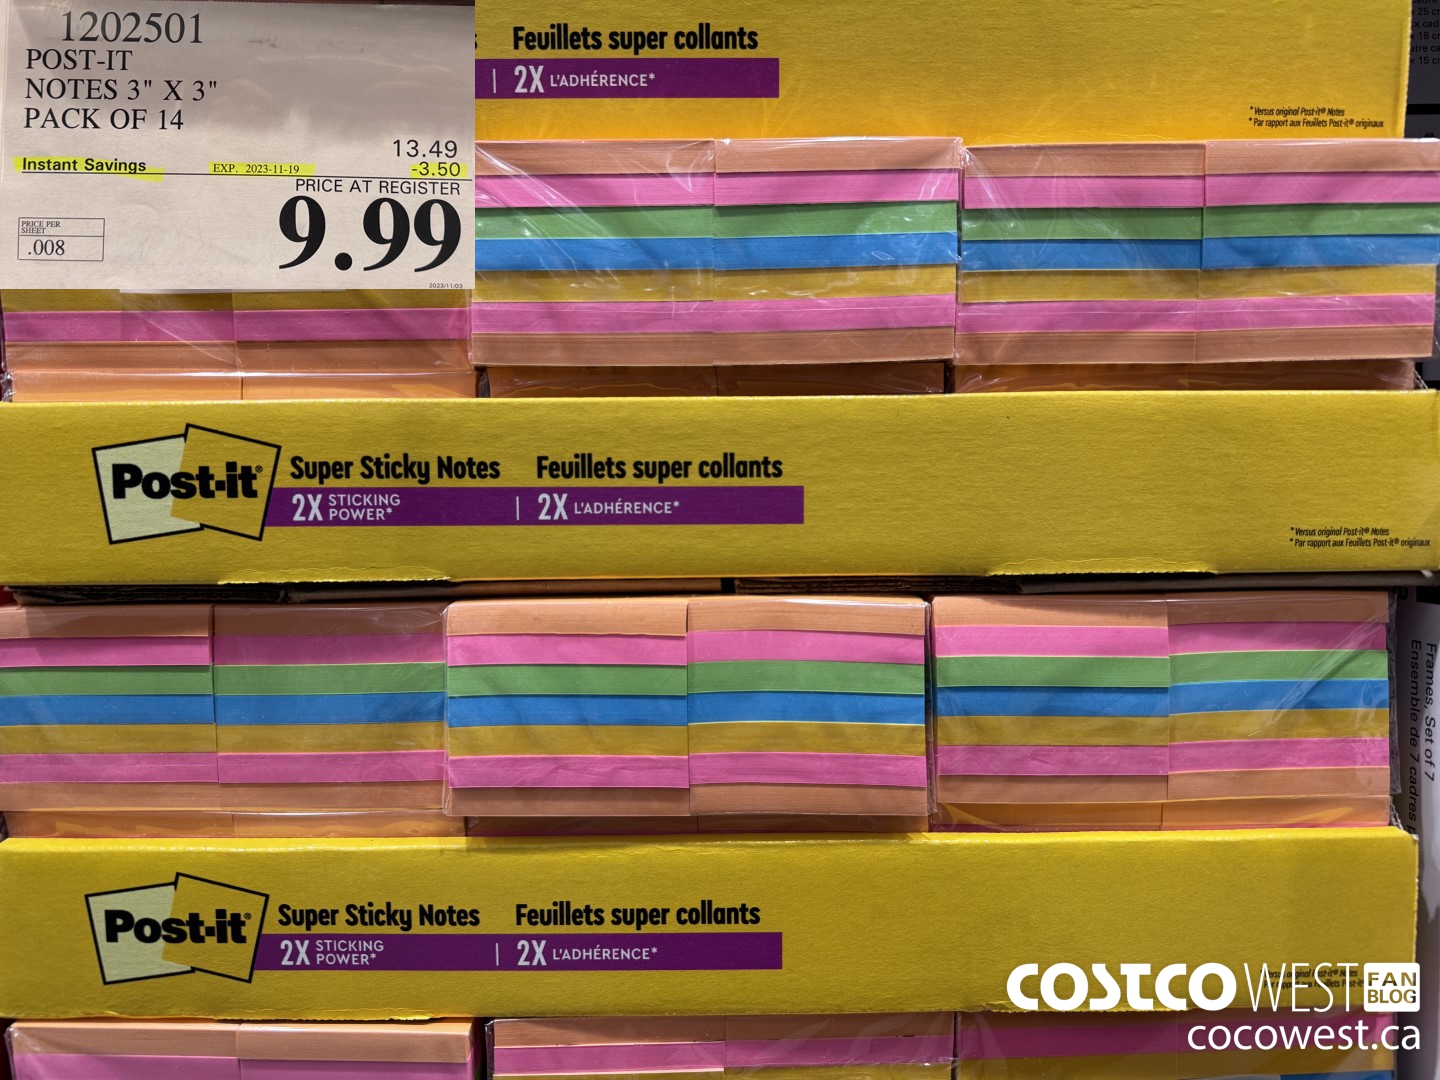 1202501
POST-IT
NOTES 3" X 3"
PACK OF 14
13.49
Instant Savings EXP. 2023-11-19 -3.50
PRICE AT REGISTER
9.99
PRICE PER
SHEET
.008
2023/11/03
Feuillets super collants
| 2X L'ADHÉRENCE*
* Versus original Post-it® Notes
* Par rapport aux Feuillets Post-it® originaux
Post-it® Super Sticky Notes Feuillets super collants
2X STICKING POWER* | 2X L'ADHÉRENCE*
* Versus original Post-it® Notes
* Par rapport aux Feuillets Post-it® originaux
Frames, Set of 7
Ensemble de 7 cadres
Post-it® Super Sticky Notes Feuillets super collants
2X STICKING POWER* | 2X L'ADHÉRENCE*
COSTCO WEST FAN BLOG
cocowest.ca